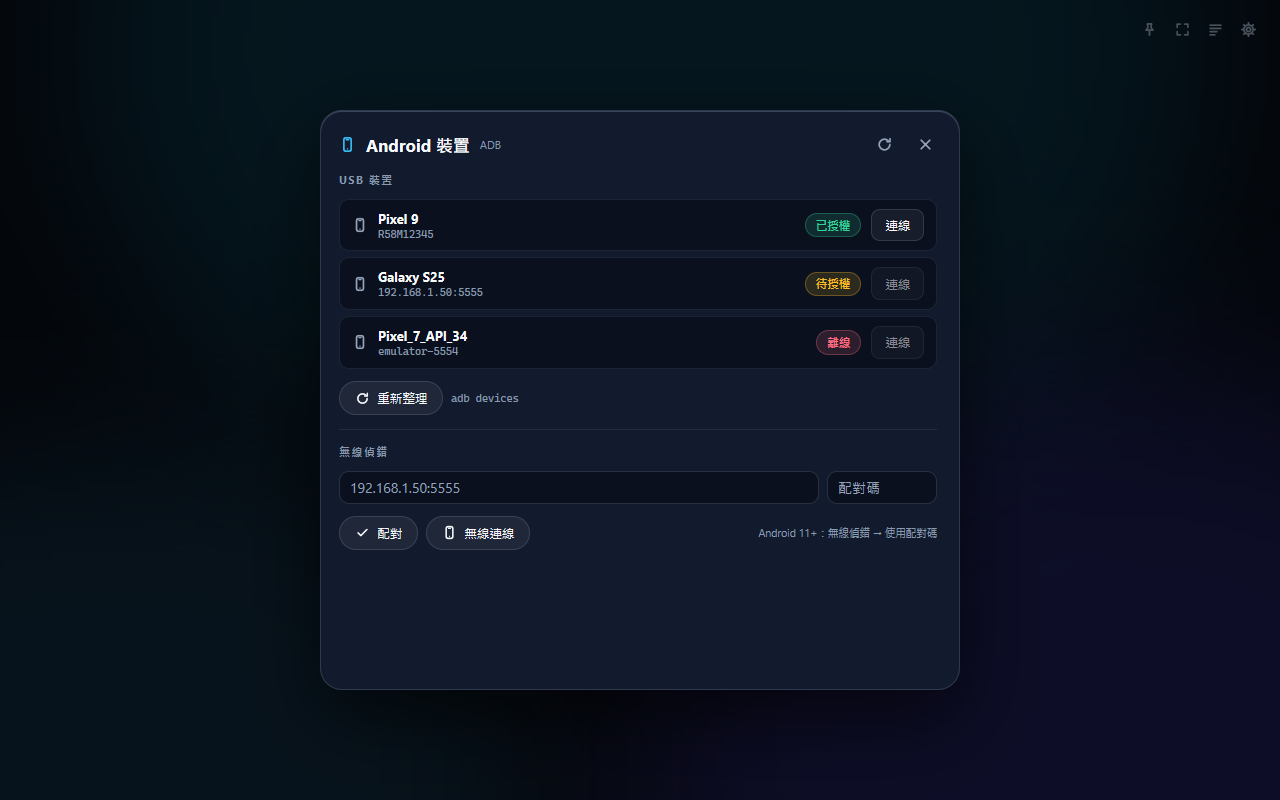 Android 裝置 ADB
USB 裝置
Pixel 9
R58M12345
已授權
連線
Galaxy S25
192.168.1.50:5555
待授權
連線
Pixel_7_API_34
emulator-5554
離線
連線
重新整理 adb devices
無線偵錯
192.168.1.50:5555 配對碼
配對 無線連線 Android 11+：無線偵錯 → 使用配對碼